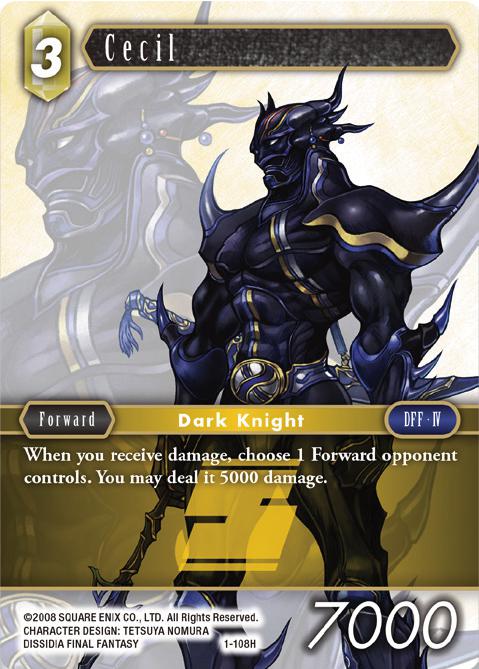 3
Cecil
Forward
Dark Knight
DFF·IV
When you receive damage, choose 1 Forward opponent
controls. You may deal it 5000 damage.
©2008 SQUARE ENIX CO., LTD. All Rights Reserved.
CHARACTER DESIGN: TETSUYA NOMURA
DISSIDIA FINAL FANTASY
1-108H
7000